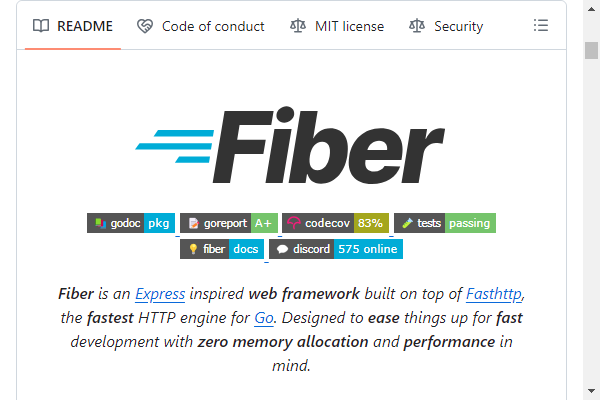 README Code of conduct MIT license Security
Fiber
godoc pkg goreport A+ codecov 83% tests passing
fiber docs discord 575 online
Fiber is an Express inspired web framework built on top of Fasthttp,
the fastest HTTP engine for Go. Designed to ease things up for fast
development with zero memory allocation and performance in
mind.